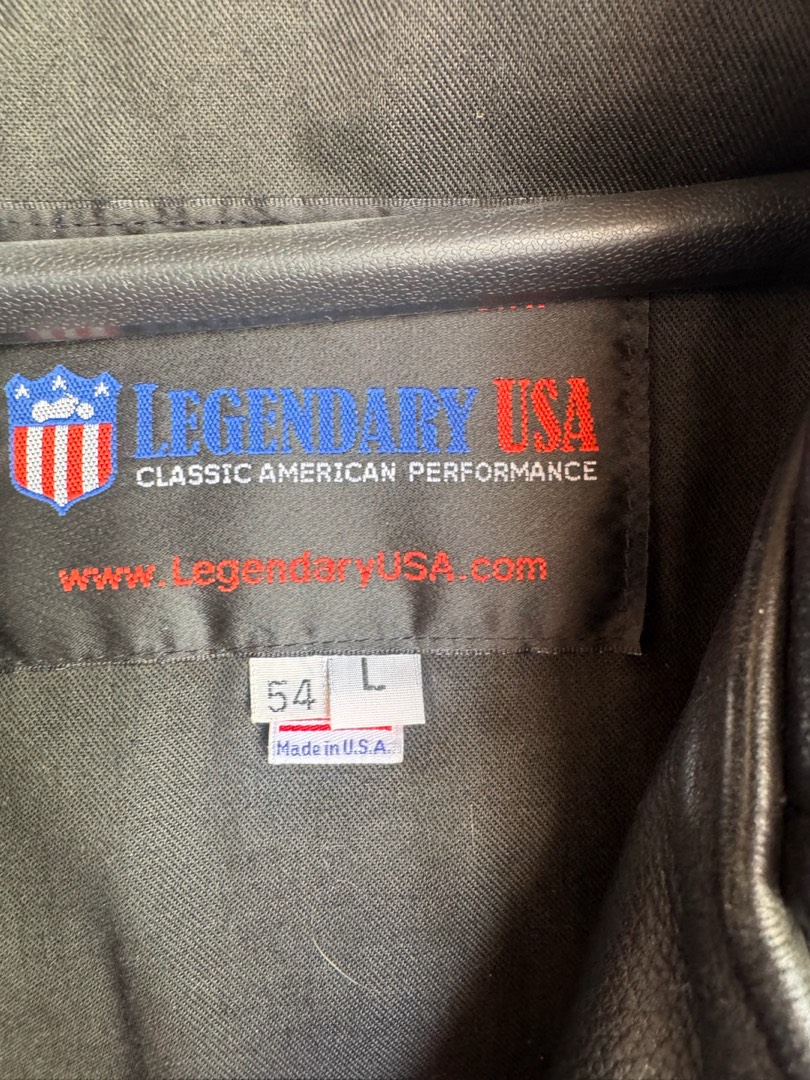 LEGENDARY USA
CLASSIC AMERICAN PERFORMANCE
www.LegendaryUSA.com
54 L
Made in U.S.A.